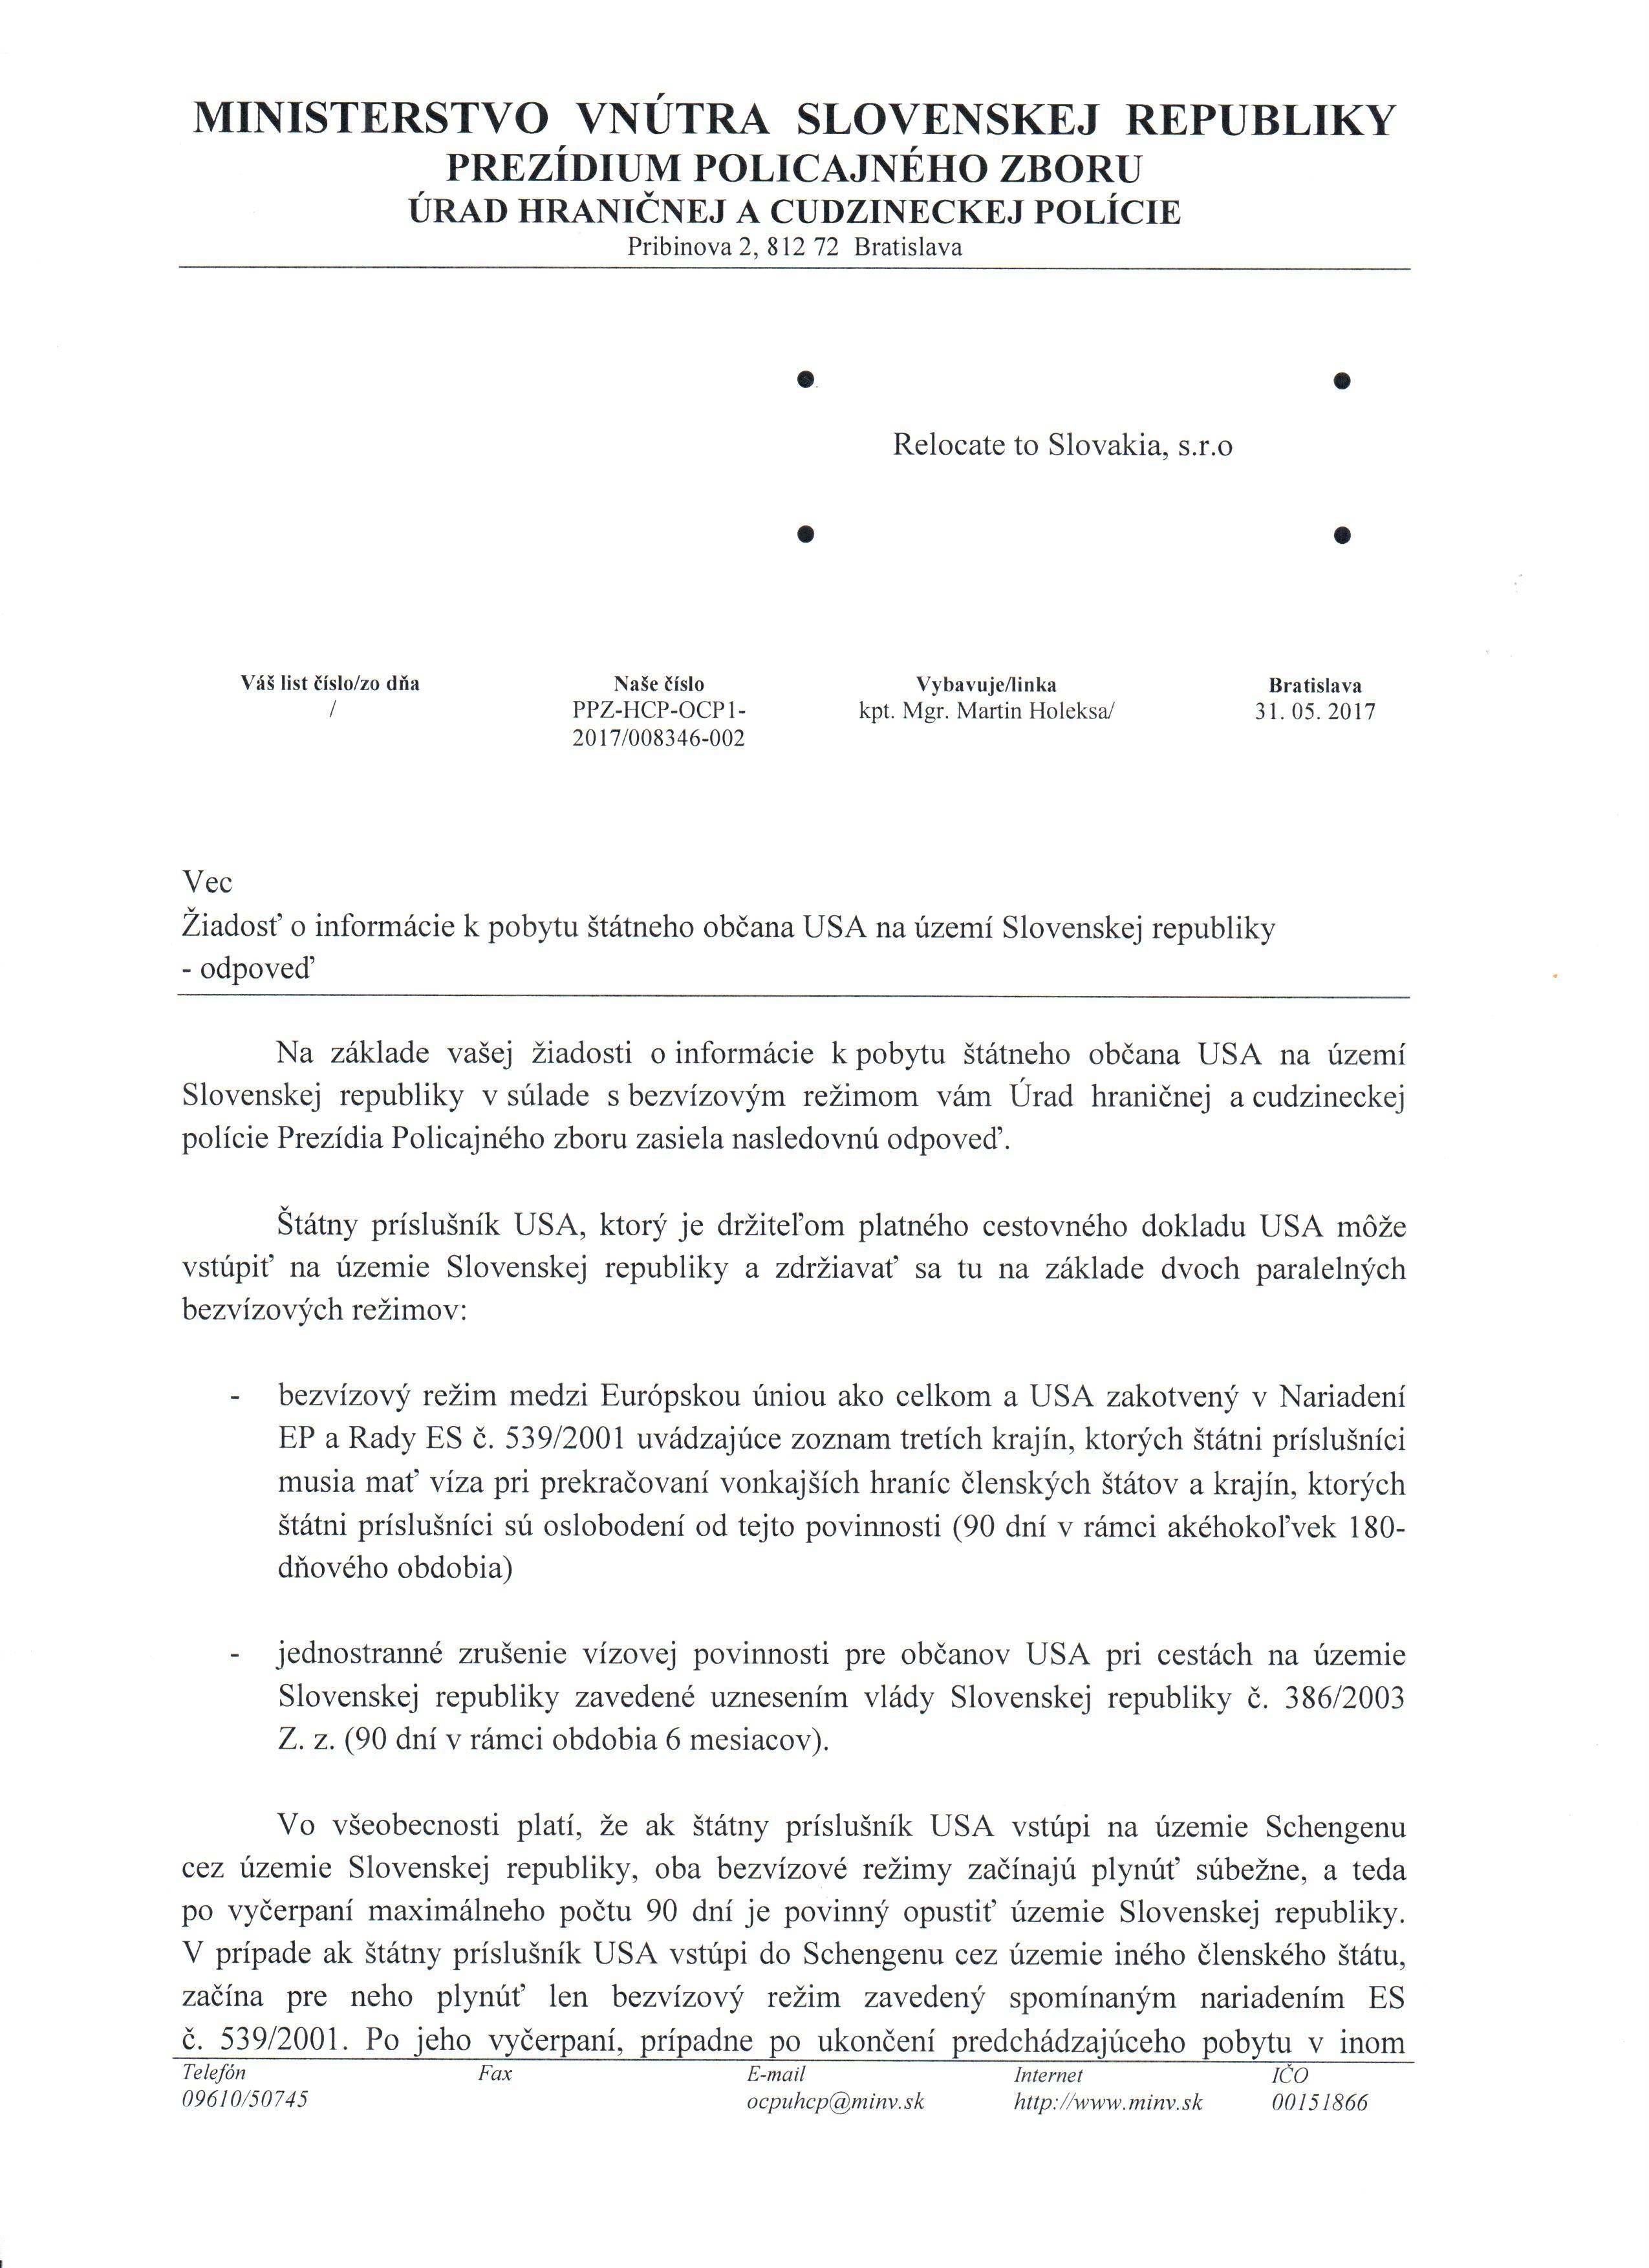 MINISTERSTVO VNÚTRA SLOVENSKEJ REPUBLIKY
PREZÍDIUM POLICAJNÉHO ZBORU
ÚRAD HRANIČNEJ A CUDZINECKEJ POLÍCIE
Pribinova 2, 812 72 Bratislava
Relocate to Slovakia, s.r.o
Váš list číslo/zo dňa Naše číslo Vybavuje/linka Bratislava
/ PPZ-HCP-OCP1- kpt. Mgr. Martin Holeksa/ 31. 05. 2017
2017/008346-002
Vec
Žiadosť o informácie k pobytu štátneho občana USA na území Slovenskej republiky
- odpoveď
Na základe vašej žiadosti o informácie k pobytu štátneho občana USA na území
Slovenskej republiky v súlade s bezvízovým režimom vám Úrad hraničnej a cudzineckej
polície Prezídia Policajného zboru zasiela nasledovnú odpoveď.
Štátny príslušník USA, ktorý je držiteľom platného cestovného dokladu USA môže
vstúpiť na územie Slovenskej republiky a zdržiavať sa tu na základe dvoch paralelných
bezvízových režimov:
- bezvízový režim medzi Európskou úniou ako celkom a USA zakotvený v Nariadení
EP a Rady ES č. 539/2001 uvádzajúce zoznam tretích krajín, ktorých štátni príslušníci
musia mať víza pri prekračovaní vonkajších hraníc členských štátov a krajín, ktorých
štátni príslušníci sú oslobodení od tejto povinnosti (90 dní v rámci akéhokoľvek 180-
dňového obdobia)
- jednostranné zrušenie vízovej povinnosti pre občanov USA pri cestách na územie
Slovenskej republiky zavedené uznesením vlády Slovenskej republiky č. 386/2003
Z. z. (90 dní v rámci obdobia 6 mesiacov).
Vo všeobecnosti platí, že ak štátny príslušník USA vstúpi na územie Schengenu
cez územie Slovenskej republiky, oba bezvízové režimy začínajú plynúť súbežne, a teda
po vyčerpaní maximálneho počtu 90 dní je povinný opustiť územie Slovenskej republiky.
V prípade ak štátny príslušník USA vstúpi do Schengenu cez územie iného členského štátu,
začína pre neho plynúť len bezvízový režim zavedený spomínaným nariadením ES
č. 539/2001. Po jeho vyčerpaní, prípadne po ukončení predchádzajúceho pobytu v inom
Telefón Fax E-mail Internet IČO
09610/50745 ocpuhcp@minv.sk http://www.minv.sk 00151866